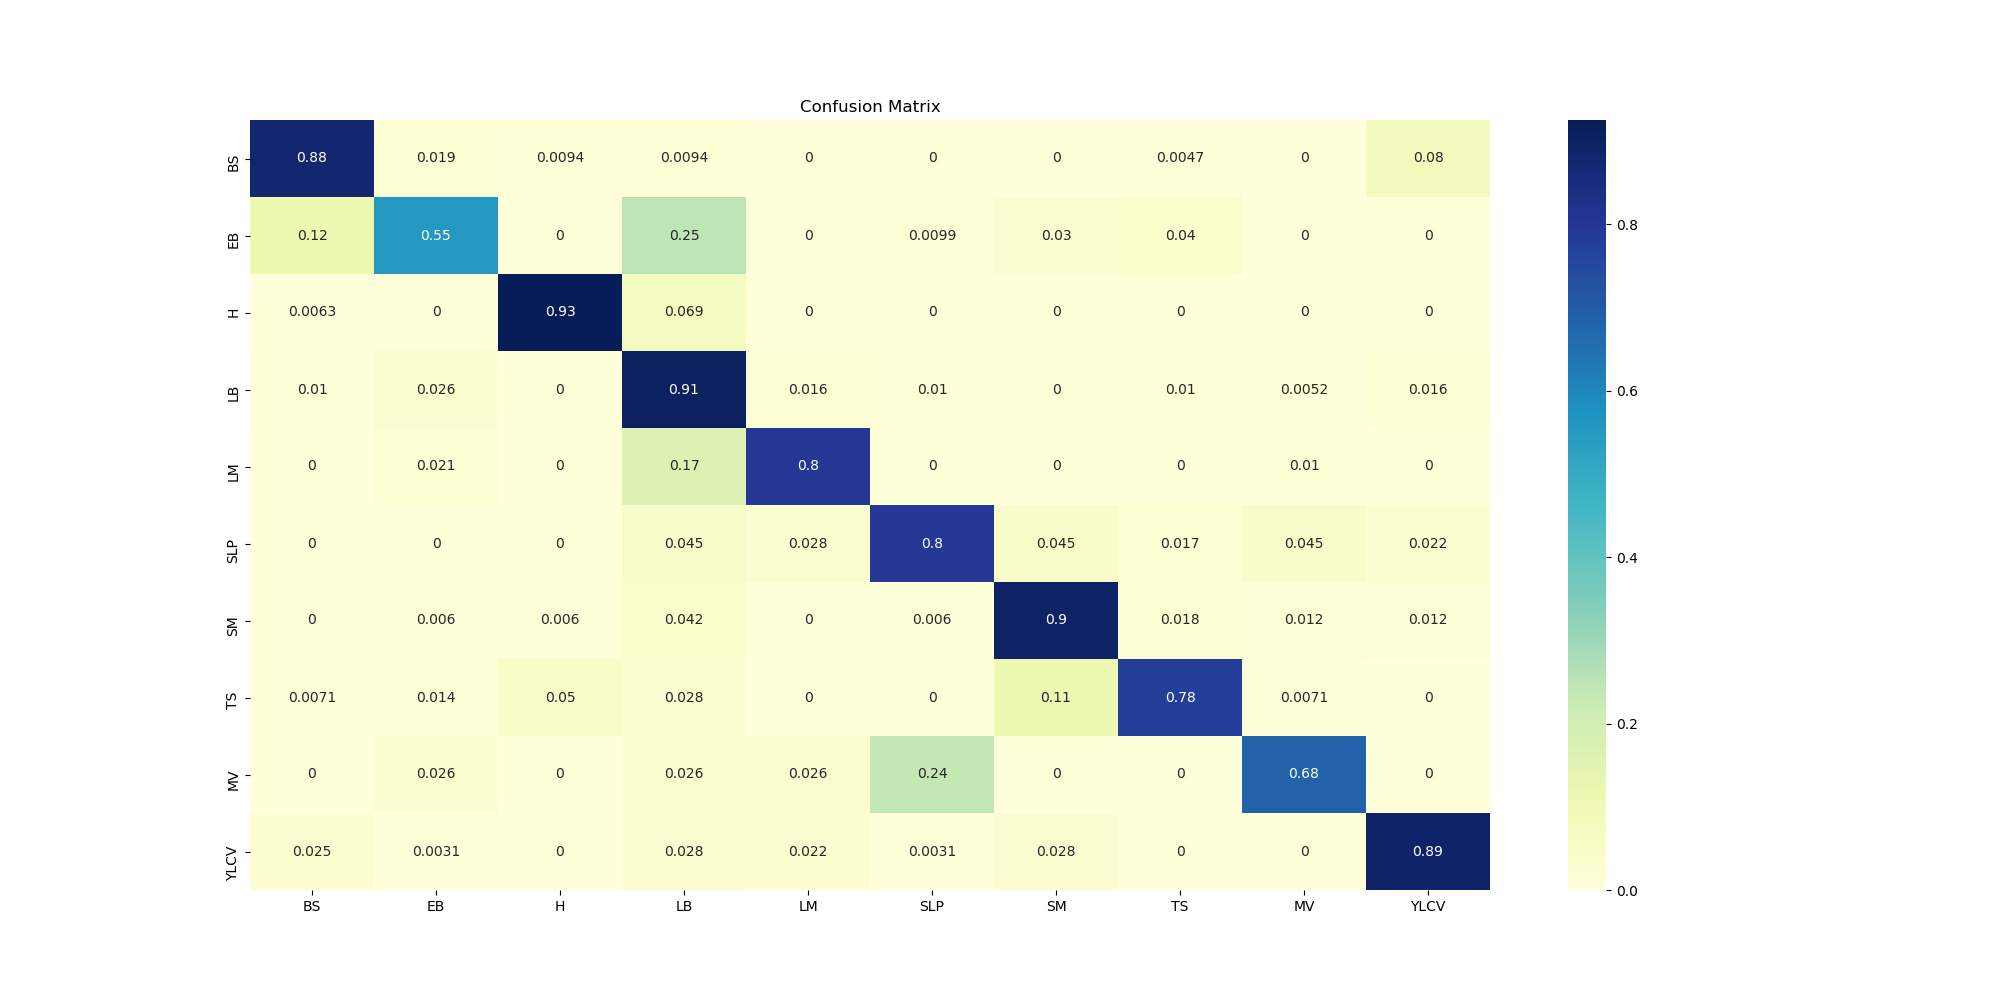 Confusion Matrix
BS 0.88 0.019 0.0094 0.0094 0 0 0 0.0047 0 0.08
EB 0.12 0.55 0 0.25 0 0.0099 0.03 0.04 0 0
H 0.0063 0 0.93 0.069 0 0 0 0 0 0
LB 0.01 0.026 0 0.91 0.016 0.01 0 0.01 0.0052 0.016
LM 0 0.021 0 0.17 0.8 0 0 0 0.01 0
SLP 0 0 0 0.045 0.028 0.8 0.045 0.017 0.045 0.022
SM 0 0.006 0.006 0.042 0 0.006 0.9 0.018 0.012 0.012
TS 0.0071 0.014 0.05 0.028 0 0 0.11 0.78 0.0071 0
MV 0 0.026 0 0.026 0.026 0.24 0 0 0.68 0
YLCV 0.025 0.0031 0 0.028 0.022 0.0031 0.028 0 0 0.89
BS EB H LB LM SLP SM TS MV YLCV
0.8
0.6
0.4
0.2
0.0